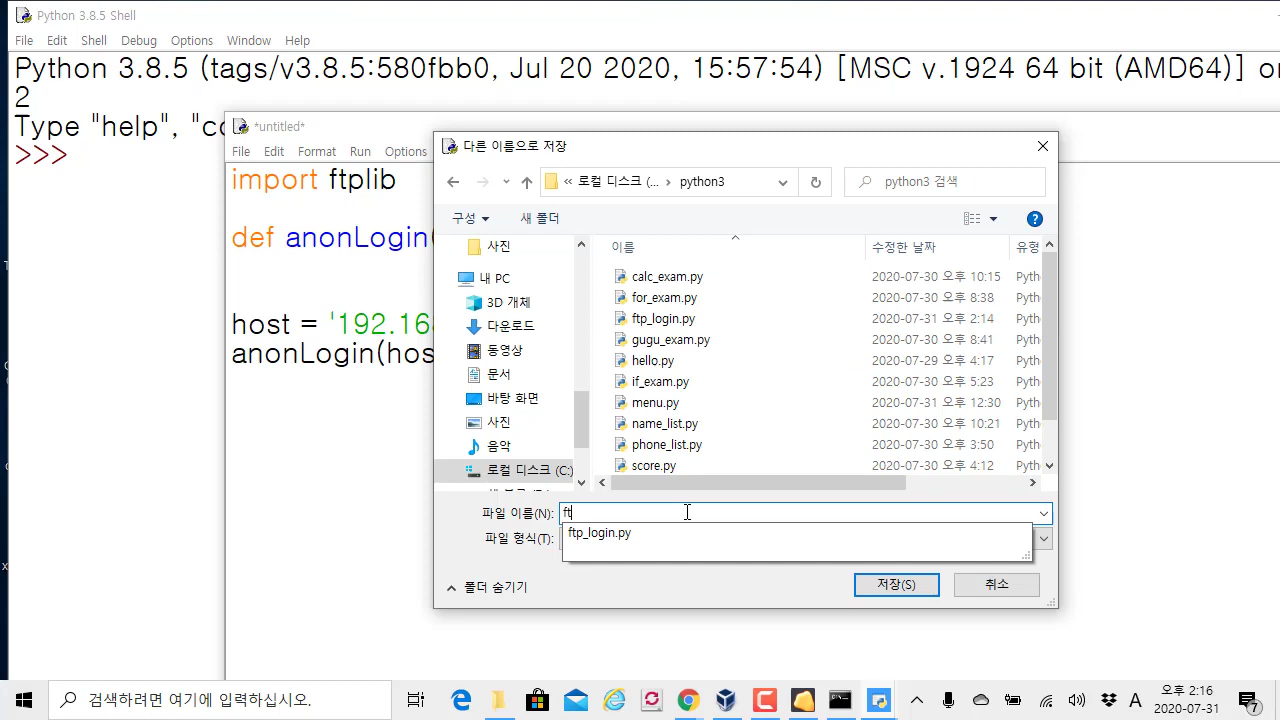 Python 3.8.5 Shell
File Edit Shell Debug Options Window Help
Python 3.8.5 (tags/v3.8.5:580fbb0, Jul 20 2020, 15:57:54) [MSC v.1924 64 bit (AMD64)] on
2
Type "help", "co
>>>
*untitled*
File Edit Format Run Options
import ftplib
def anonLogin(
host = '192.168
anonLogin(hos
다른 이름으로 저장
« 로컬 디스크 (... › python3
python3 검색
구성 새 폴더
이름 수정한 날짜 유형
사진
내 PC
3D 개체
다운로드
동영상
문서
바탕 화면
사진
음악
로컬 디스크 (C:)
calc_exam.py 2020-07-30 오후 10:15 Pyth
for_exam.py 2020-07-30 오후 8:38 Pyth
ftp_login.py 2020-07-31 오후 2:14 Pyth
gugu_exam.py 2020-07-30 오후 8:41 Pyth
hello.py 2020-07-29 오후 4:17 Pyth
if_exam.py 2020-07-30 오후 5:23 Pyth
menu.py 2020-07-31 오후 12:30 Pyth
name_list.py 2020-07-30 오후 10:21 Pyth
phone_list.py 2020-07-30 오후 3:50 Pyth
score.py 2020-07-30 오후 4:12 Pyth
파일 이름(N): ft
파일 형식(T):
ftp_login.py
폴더 숨기기
저장(S) 취소
검색하려면 여기에 입력하십시오.
A
오후 2:16
2020-07-31
7